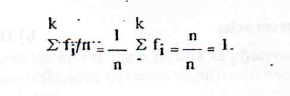 k k
Σ fᵢ/n = 1/n Σ fᵢ = n/n = 1.